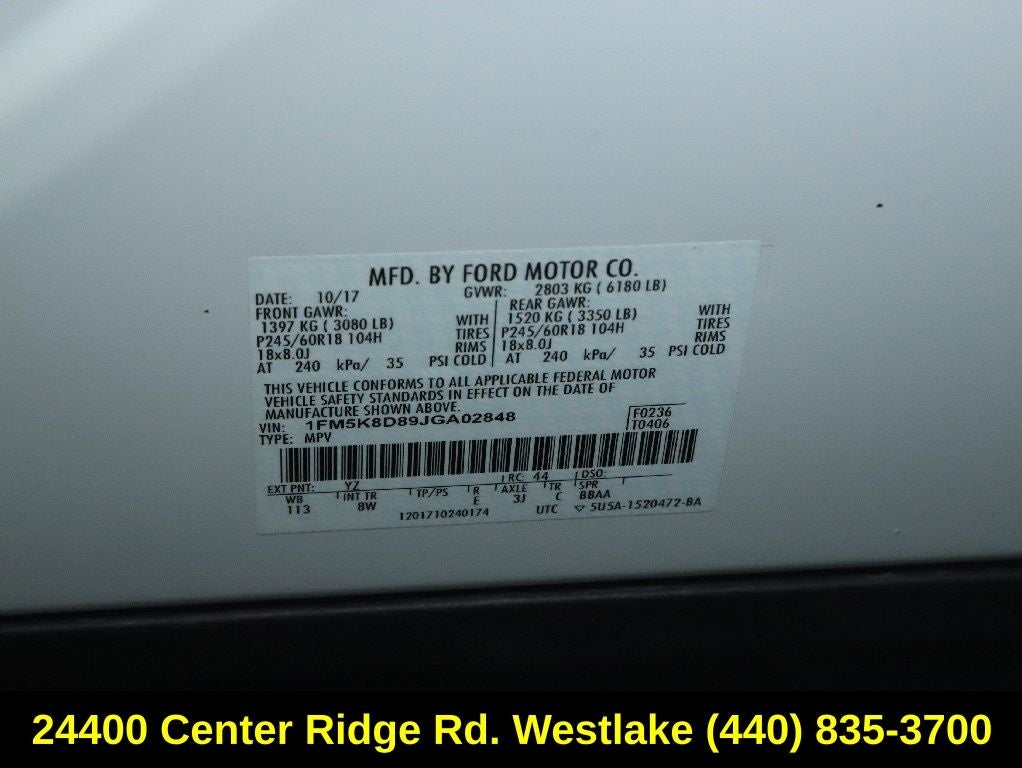 MFD. BY FORD MOTOR CO.
DATE: 10/17 GVWR: 2803 KG ( 6180 LB)
FRONT GAWR: REAR GAWR:
1397 KG ( 3080 LB) WITH 1520 KG ( 3350 LB) WITH
P245/60R18 104H TIRES P245/60R18 104H TIRES
18x8.0J RIMS 18x8.0J RIMS
AT 240 kPa/ 35 PSI COLD AT 240 kPa/ 35 PSI COLD
THIS VEHICLE CONFORMS TO ALL APPLICABLE FEDERAL MOTOR
VEHICLE SAFETY STANDARDS IN EFFECT ON THE DATE OF
MANUFACTURE SHOWN ABOVE.
VIN: 1FM5K8D89JGA02848 F0236
TYPE: MPV T0406
EXT PNT: YZ RC: 44 DSO:
WB INT TR TP/PS R AXLE TR SPR
113 8W E 3J C BBAA
1201710240174 UTC ▽ 5U5A-1520472-BA
24400 Center Ridge Rd. Westlake (440) 835-3700